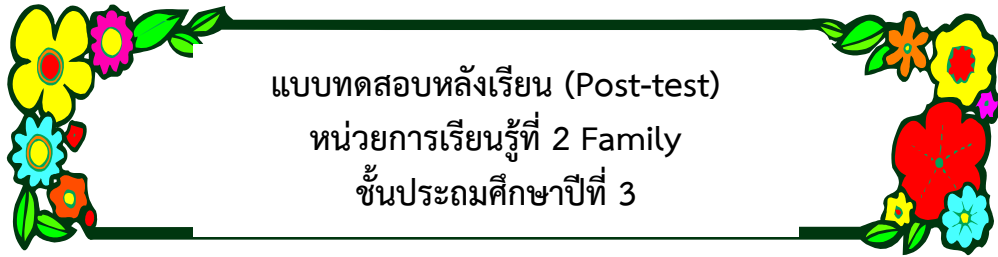 แบบทดสอบหลังเรียน (Post-test)
หน่วยการเรียนรู้ที่ 2 Family
ชั้นประถมศึกษาปีที่ 3